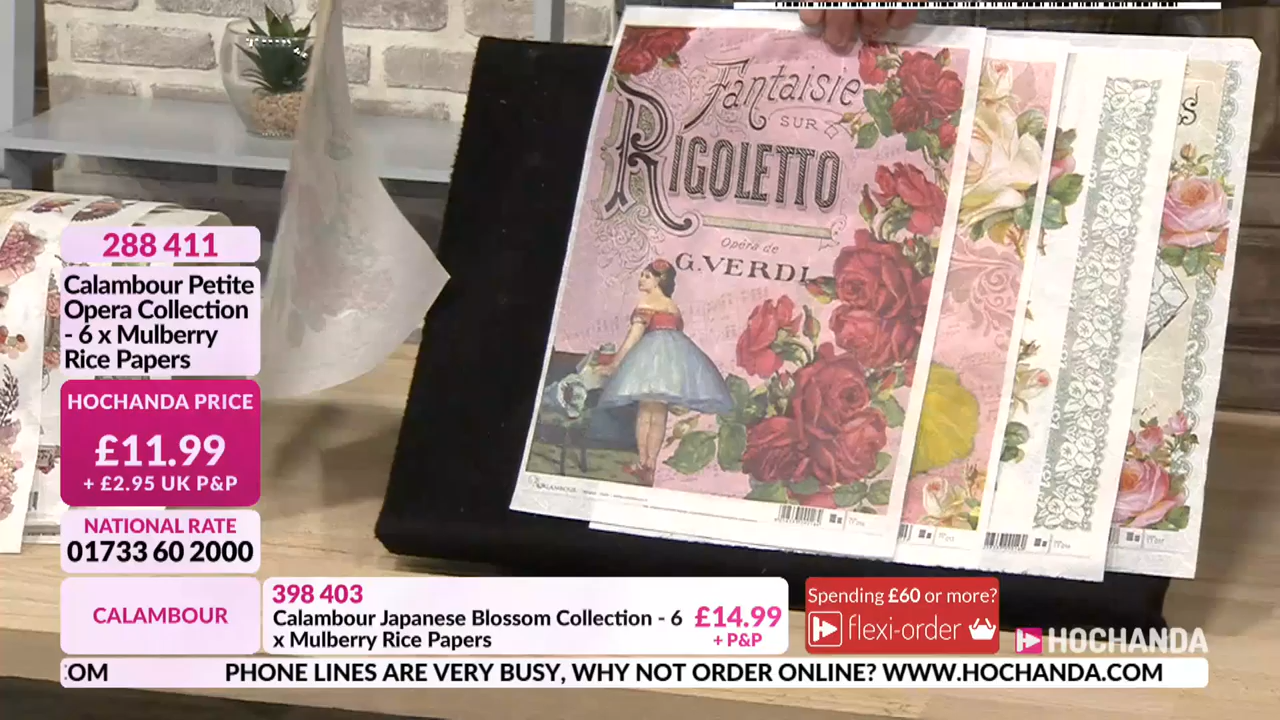 Fantaisie
SUR
RIGOLETTO
Opéra de
G. VERDI
288 411
Calambour Petite
Opera Collection
- 6 x Mulberry
Rice Papers
HOCHANDA PRICE
£11.99
+ £2.95 UK P&P
NATIONAL RATE
01733 60 2000
CALAMBOUR
398 403
Calambour Japanese Blossom Collection - 6
x Mulberry Rice Papers
£14.99
+ P&P
Spending £60 or more?
flexi-order
HOCHANDA
:OM
PHONE LINES ARE VERY BUSY, WHY NOT ORDER ONLINE? WWW.HOCHANDA.COM